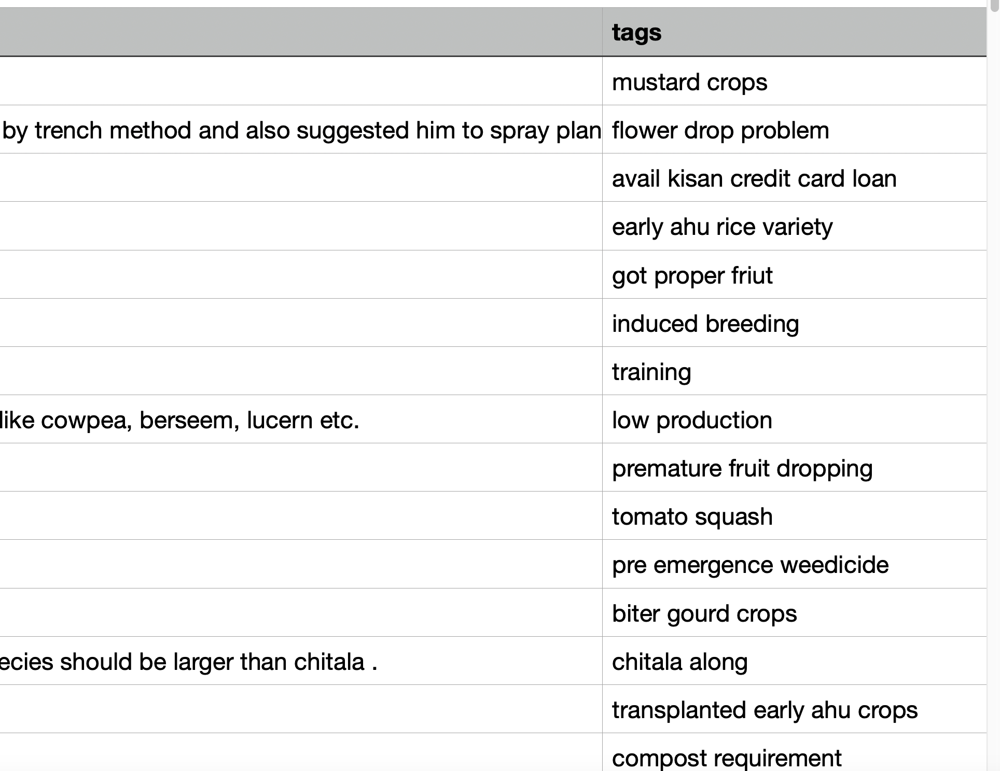 tags
mustard crops
by trench method and also suggested him to spray plan flower drop problem
avail kisan credit card loan
early ahu rice variety
got proper friut
induced breeding
training
like cowpea, berseem, lucern etc. low production
premature fruit dropping
tomato squash
pre emergence weedicide
biter gourd crops
ecies should be larger than chitala . chitala along
transplanted early ahu crops
compost requirement